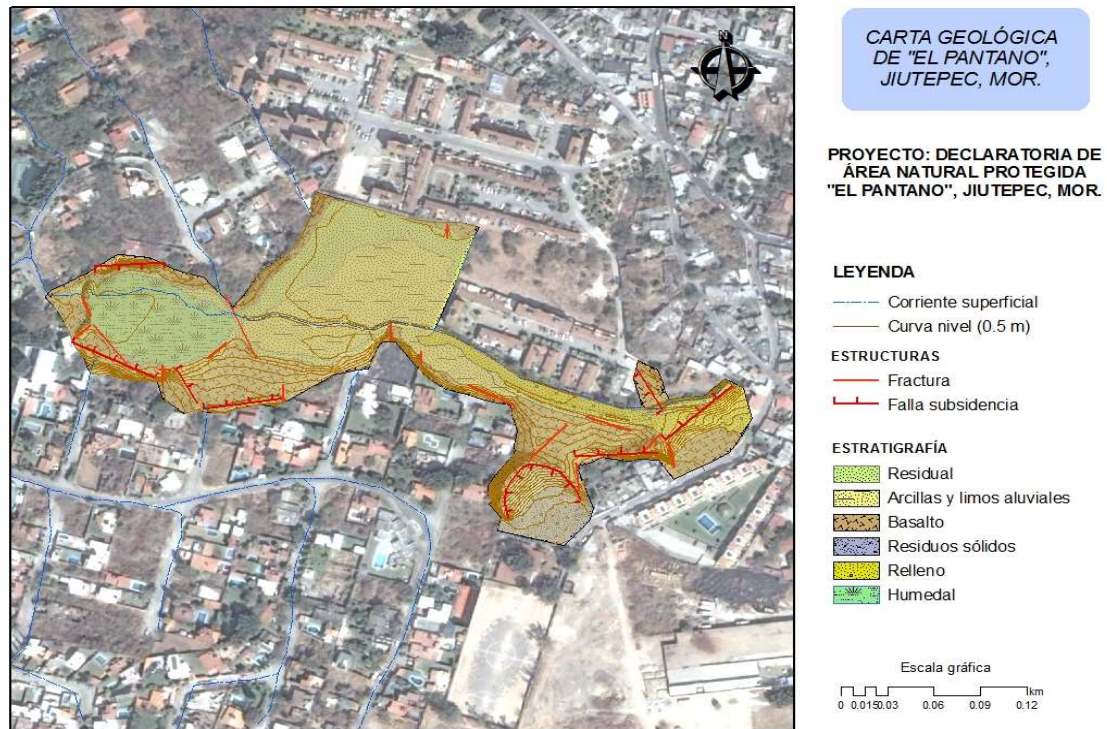 N
CARTA GEOLÓGICA
DE "EL PANTANO",
JIUTEPEC, MOR.
PROYECTO: DECLARATORIA DE
ÁREA NATURAL PROTEGIDA
"EL PANTANO", JIUTEPEC, MOR.
LEYENDA
Corriente superficial
Curva nivel (0.5 m)
ESTRUCTURAS
Fractura
Falla subsidencia
ESTRATIGRAFÍA
Residual
Arcillas y limos aluviales
Basalto
Residuos sólidos
Relleno
Humedal
Escala gráfica
km
0 0.015 0.03 0.06 0.09 0.12